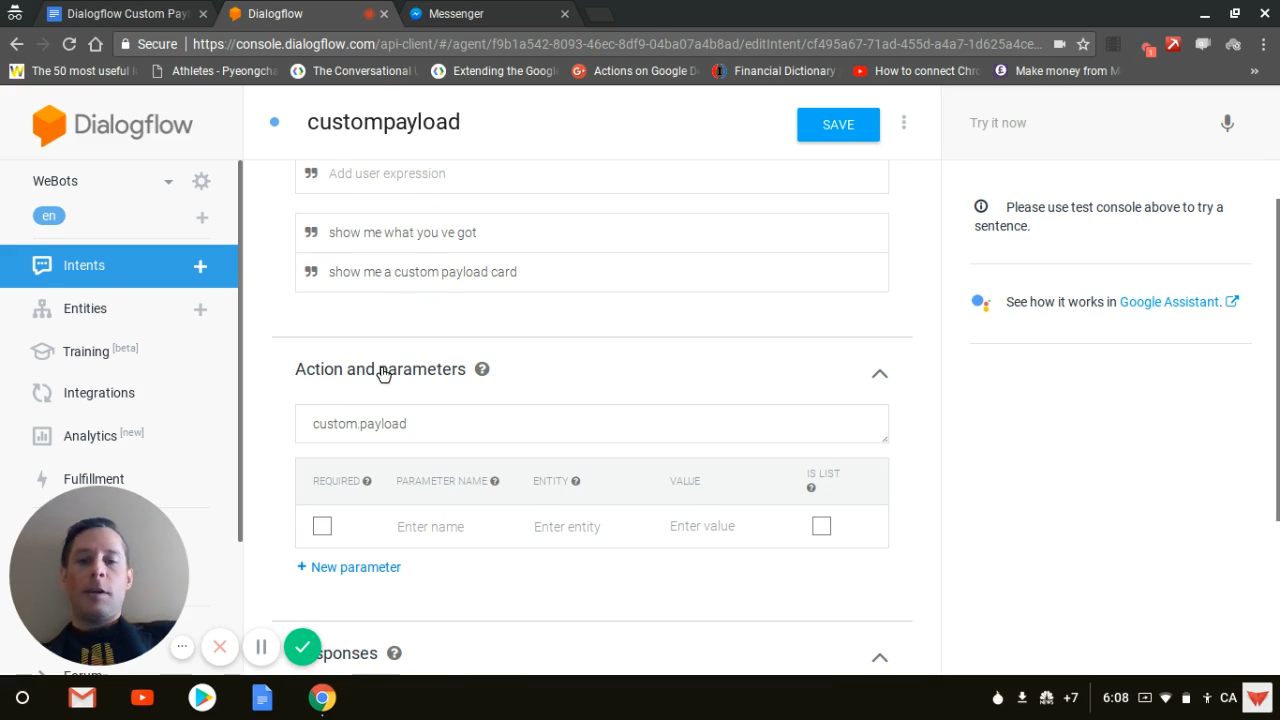 Dialogflow Custom Payl
Dialogflow
Messenger
Secure
https://console.dialogflow.com/api-client/#/agent/f9b1a542-8093-46ec-8df9-04ba07a4b8ad/editIntent/cf495a67-71ad-455d-a4a7-1d625a4ce...
1
The 50 most useful I
Athletes - Pyeongcha
The Conversational U
Extending the Googl
Actions on Google D
Financial Dictionary
How to connect Chro
Make money from M
»
Dialogflow
custompayload
SAVE
Try it now
WeBots
en
Intents
Entities
Training [beta]
Integrations
Analytics [new]
Fulfillment
Add user expression
show me what you ve got
show me a custom payload card
Action and parameters
custom.payload
REQUIRED
PARAMETER NAME
ENTITY
VALUE
IS LIST
Enter name
Enter entity
Enter value
+ New parameter
sponses
Please use test console above to try a
sentence.
See how it works in Google Assistant.
Forum
+7
6:08
CA